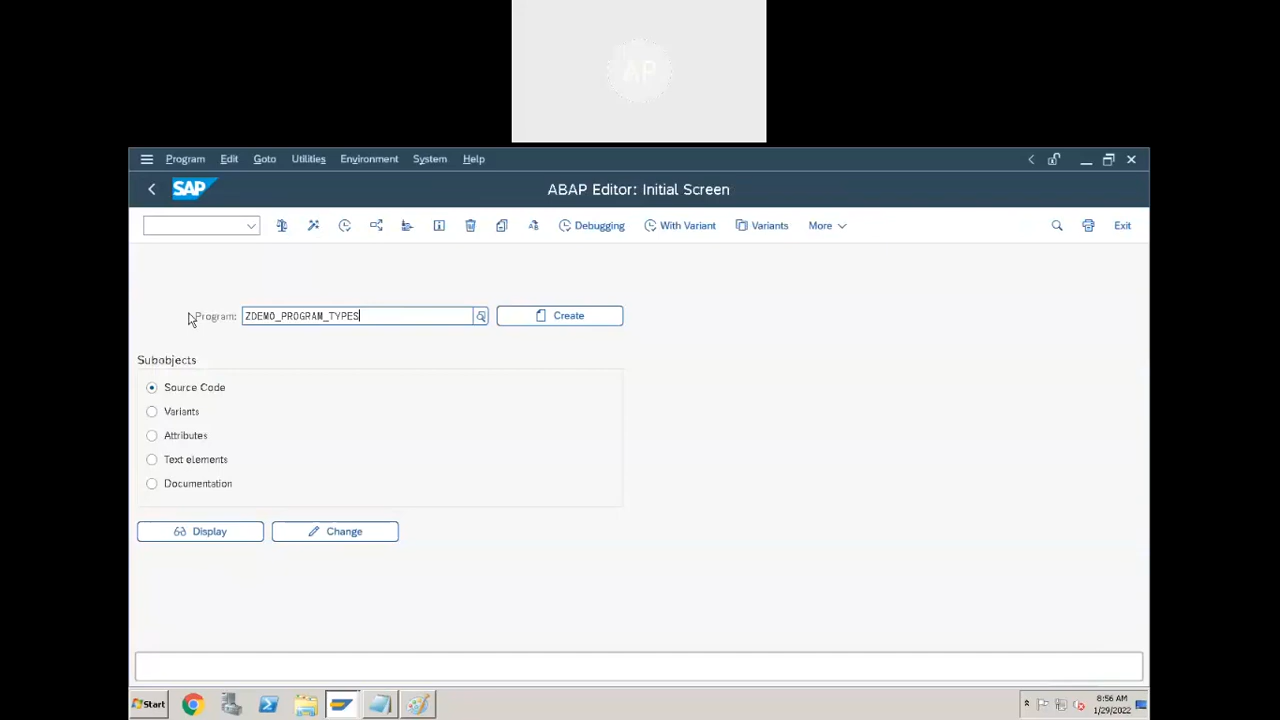 AP
Program Edit Goto Utilities Environment System Help
SAP ABAP Editor: Initial Screen
Debugging With Variant Variants More Exit
Program: ZDEMO_PROGRAM_TYPES Create
Subobjects
Source Code
Variants
Attributes
Text elements
Documentation
Display Change
Start 8:56 AM
1/29/2022